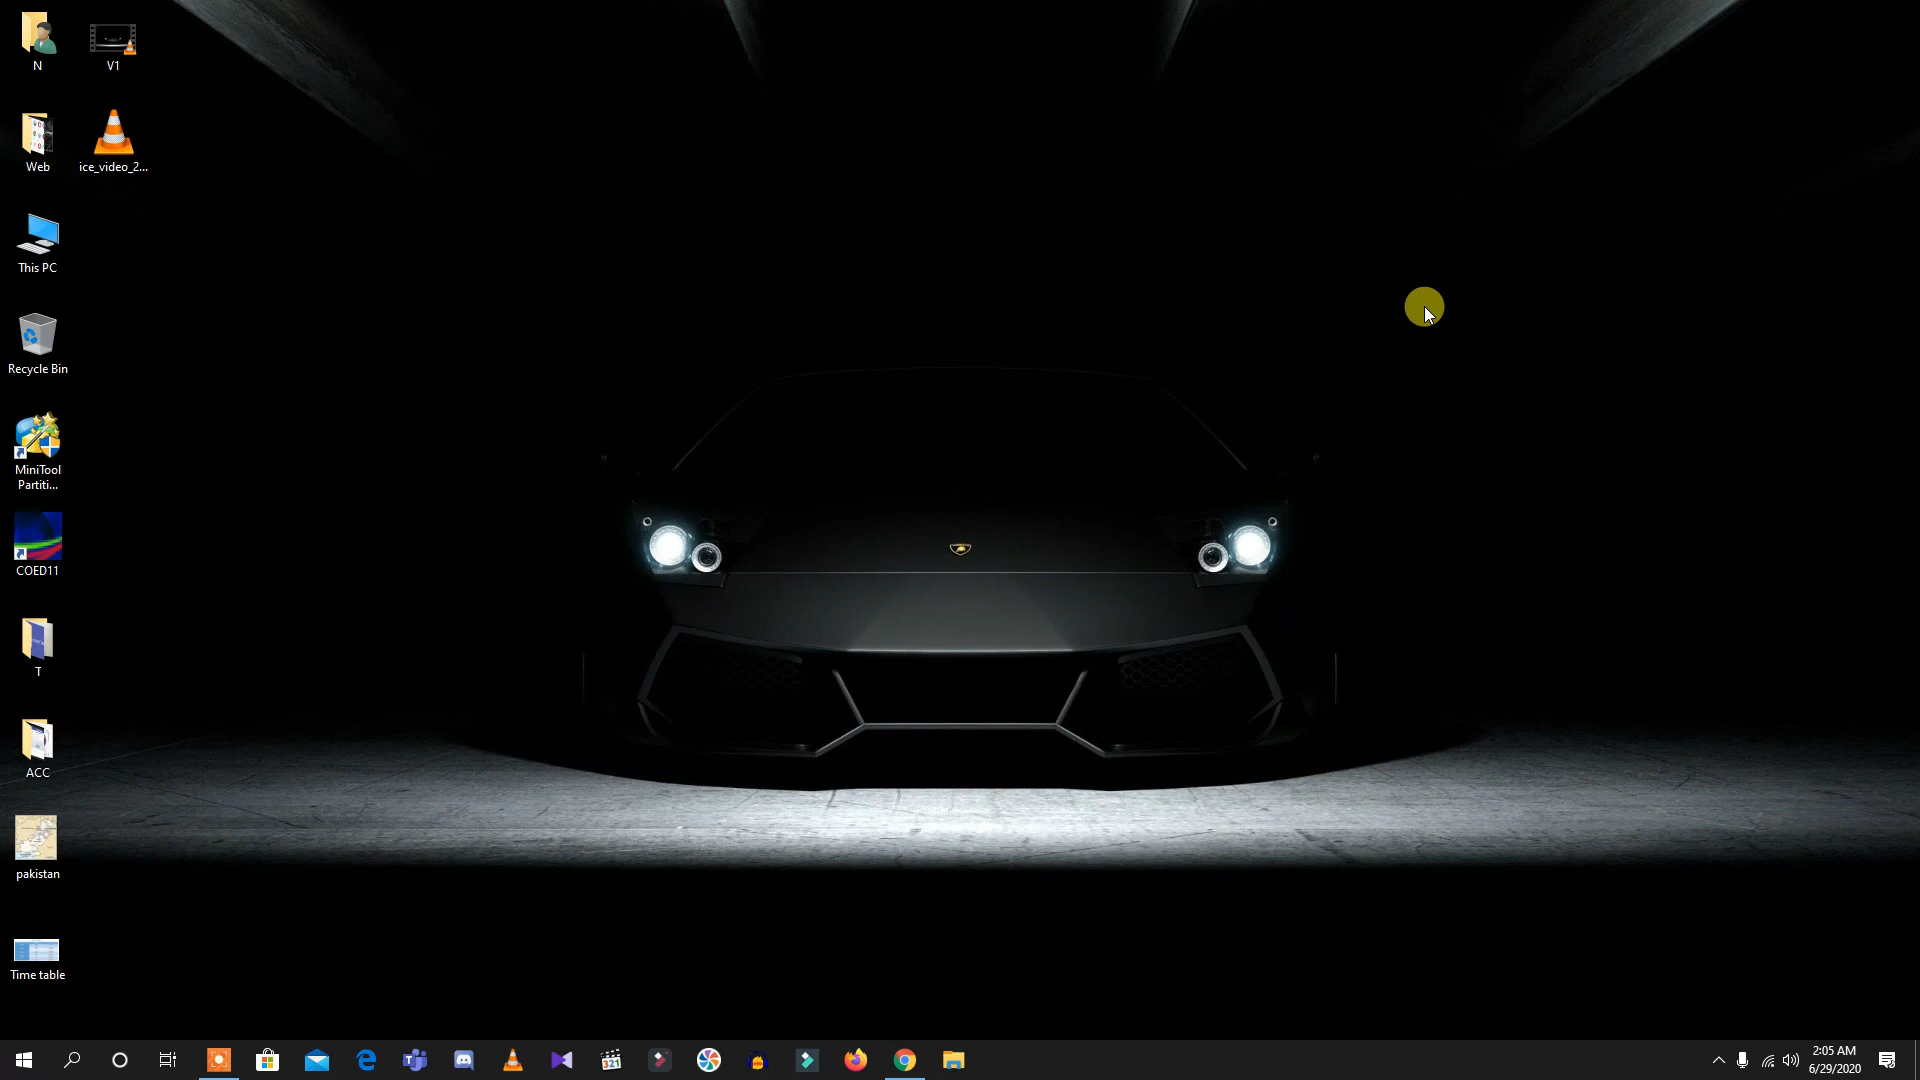 N
V1
Web
ice_video_2...
This PC
Recycle Bin
MiniTool
Partiti...
COED11
T
ACC
pakistan
Time table
321
2:05 AM
6/29/2020